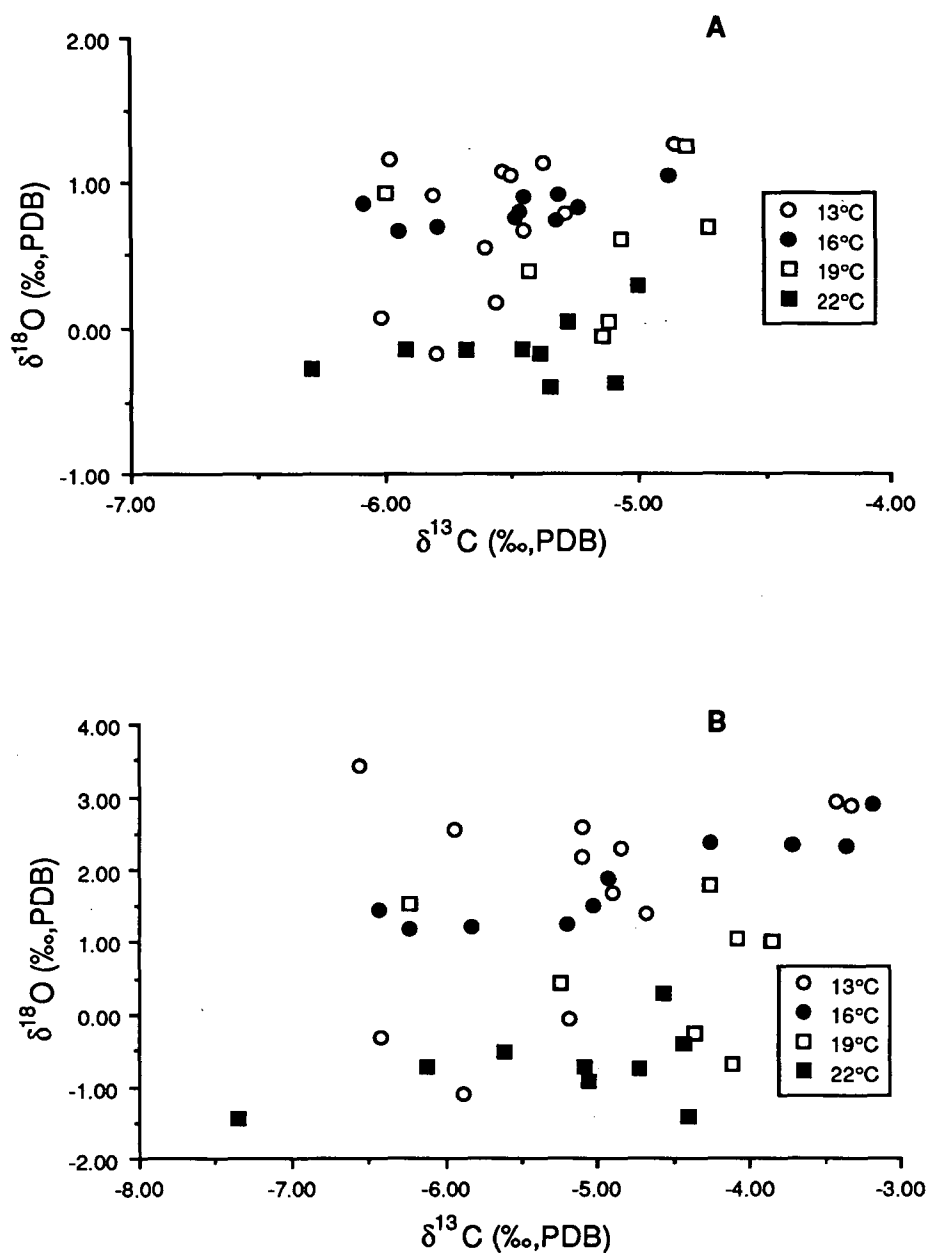 A
2.00
1.00
0.00
-1.00
δ18O (‰,PDB)
13°C
16°C
19°C
22°C
-7.00 -6.00 -5.00 -4.00
δ13C (‰,PDB)
B
4.00
3.00
2.00
1.00
0.00
-1.00
-2.00
δ18O (‰,PDB)
13°C
16°C
19°C
22°C
-8.00 -7.00 -6.00 -5.00 -4.00 -3.00
δ13C (‰,PDB)